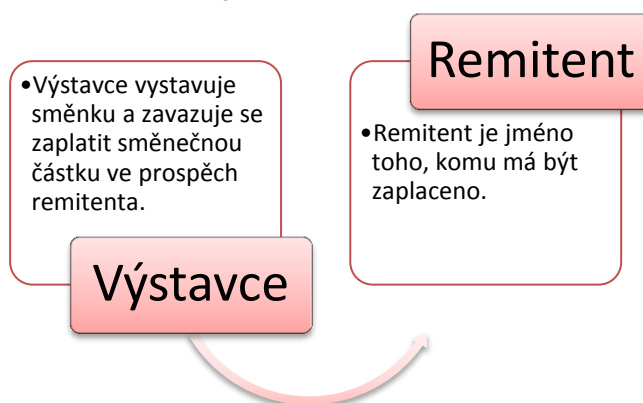 •Výstavce vystavuje
směnku a zavazuje se
zaplatit směnečnou
částku ve prospěch
remitenta.
Výstavce
Remitent
•Remitent je jméno
toho, komu má být
zaplaceno.